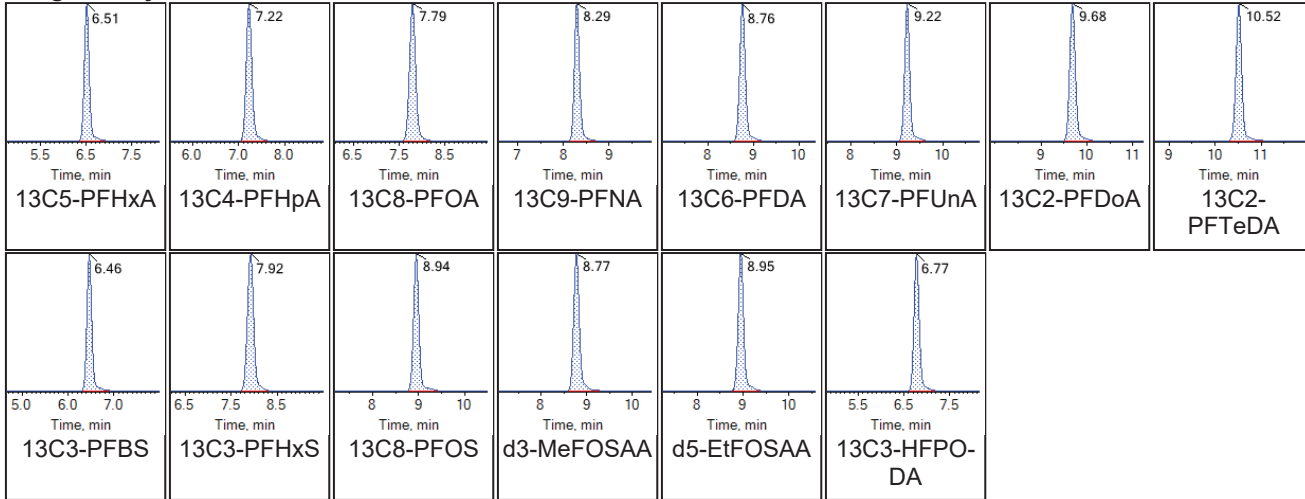 6.51
5.5 6.5 7.5
Time, min
13C5-PFHxA
7.22
6.0 7.0 8.0
Time, min
13C4-PFHpA
7.79
6.5 7.5 8.5
Time, min
13C8-PFOA
8.29
7 8 9
Time, min
13C9-PFNA
8.76
8 9 10
Time, min
13C6-PFDA
9.22
8 9 10
Time, min
13C7-PFUnA
9.68
9 10 11
Time, min
13C2-PFDoA
10.52
9 10 11
Time, min
13C2-
PFTeDA
6.46
5.0 6.0 7.0
Time, min
13C3-PFBS
7.92
6.5 7.5 8.5
Time, min
13C3-PFHxS
8.94
8 9 10
Time, min
13C8-PFOS
8.77
8 9 10
Time, min
d3-MeFOSAA
8.95
8 9 10
Time, min
d5-EtFOSAA
6.77
5.5 6.5 7.5
Time, min
13C3-HFPO-
DA